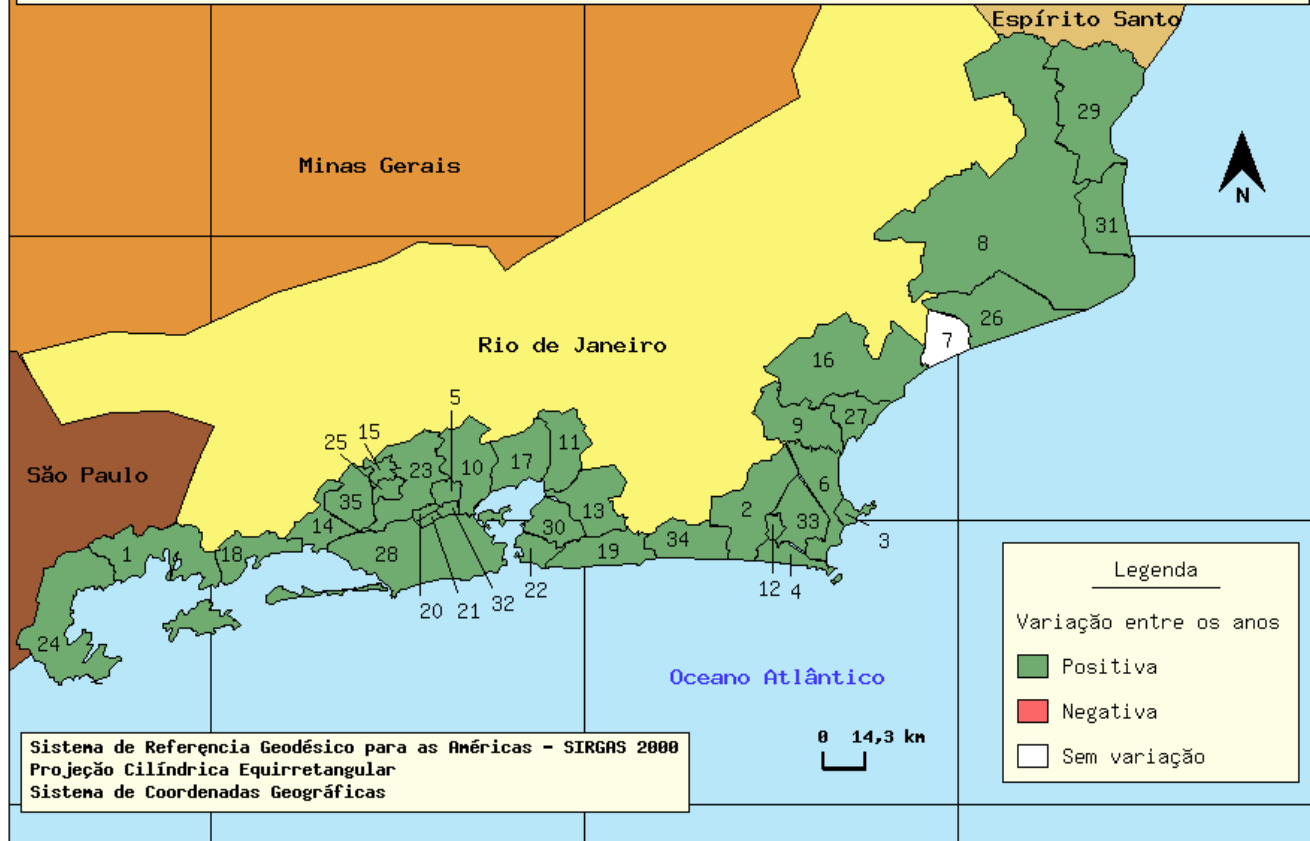 Espírito Santo
29
Minas Gerais
N
31
8
26
7
Rio de Janeiro
16
5
27
15
9
25
11
23
17
10
São Paulo
6
35
2
13
33
14
30
34
28
1
18
19
3
12
4
22
32
21
20
24
Legenda
Variação entre os anos
Positiva
Negativa
Sem variação
Oceano Atlântico
0 14,3 km
Sistema de Referęncia Geodésico para as Américas - SIRGAS 2000
Projeção Cilíndrica Equirretangular
Sistema de Coordenadas Geográficas